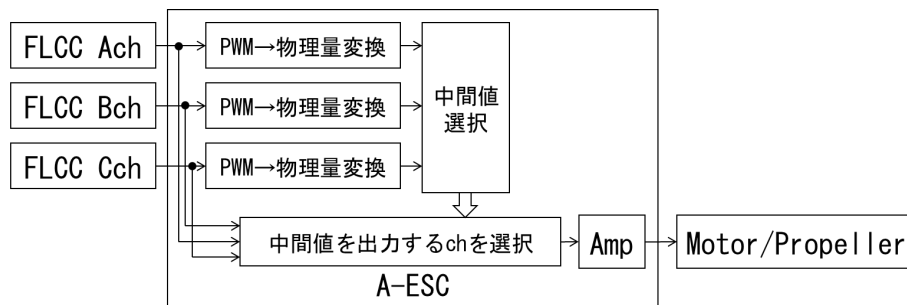 FLCC Ach
PWM→物理量変換
FLCC Bch
PWM→物理量変換
中間値
選択
FLCC Cch
PWM→物理量変換
中間値を出力するchを選択
Amp
Motor/Propeller
A-ESC